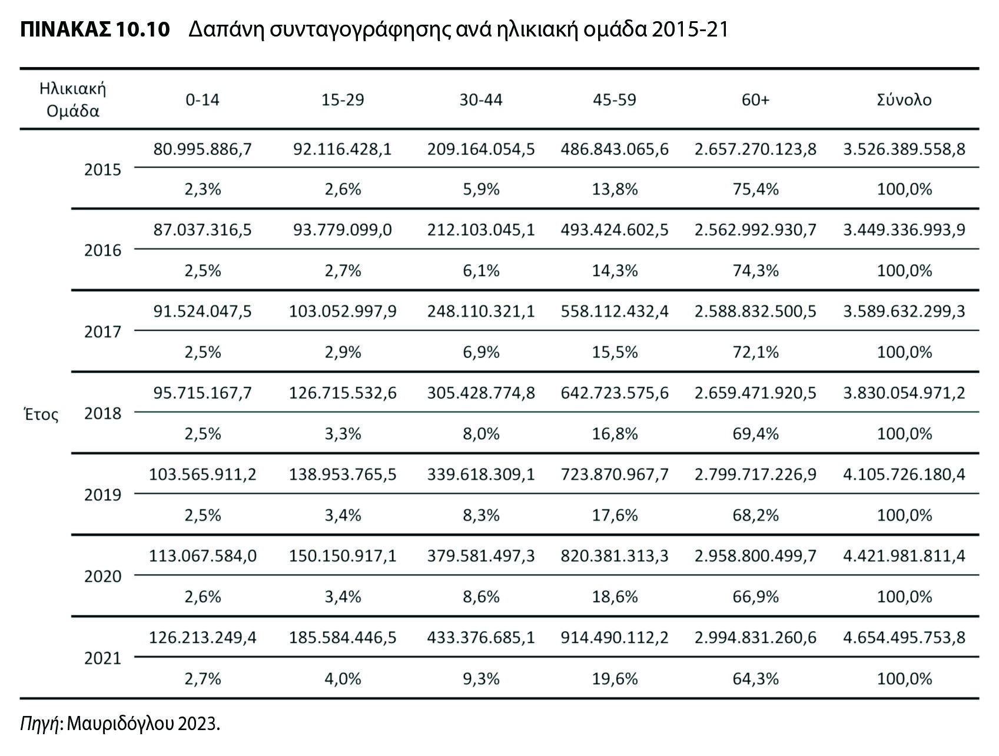 ΠΙΝΑΚΑΣ 10.10 Δαπάνη συνταγογράφησης ανά ηλικιακή ομάδα 2015-21
Ηλικιακή Ομάδα 0-14 15-29 30-44 45-59 60+ Σύνολο
Έτος
2015 80.995.886,7 92.116.428,1 209.164.054,5 486.843.065,6 2.657.270.123,8 3.526.389.558,8
2,3% 2,6% 5,9% 13,8% 75,4% 100,0%
2016 87.037.316,5 93.779.099,0 212.103.045,1 493.424.602,5 2.562.992.930,7 3.449.336.993,9
2,5% 2,7% 6,1% 14,3% 74,3% 100,0%
2017 91.524.047,5 103.052.997,9 248.110.321,1 558.112.432,4 2.588.832.500,5 3.589.632.299,3
2,5% 2,9% 6,9% 15,5% 72,1% 100,0%
2018 95.715.167,7 126.715.532,6 305.428.774,8 642.723.575,6 2.659.471.920,5 3.830.054.971,2
2,5% 3,3% 8,0% 16,8% 69,4% 100,0%
2019 103.565.911,2 138.953.765,5 339.618.309,1 723.870.967,7 2.799.717.226,9 4.105.726.180,4
2,5% 3,4% 8,3% 17,6% 68,2% 100,0%
2020 113.067.584,0 150.150.917,1 379.581.497,3 820.381.313,3 2.958.800.499,7 4.421.981.811,4
2,6% 3,4% 8,6% 18,6% 66,9% 100,0%
2021 126.213.249,4 185.584.446,5 433.376.685,1 914.490.112,2 2.994.831.260,6 4.654.495.753,8
2,7% 4,0% 9,3% 19,6% 64,3% 100,0%
Πηγή: Μαυριδόγλου 2023.